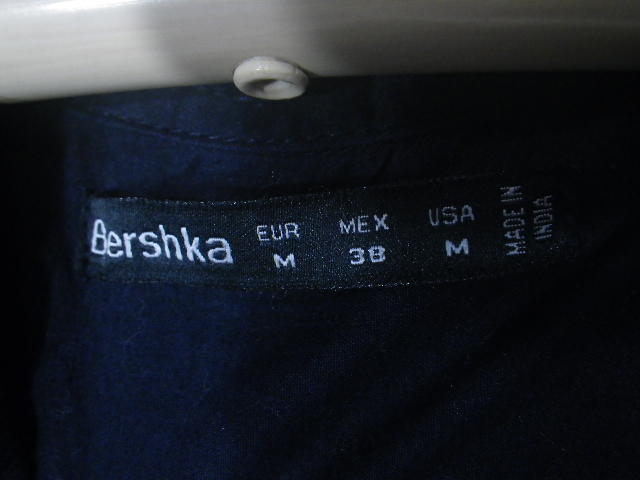 Bershka
EUR MEX USA
M 38 M
MADE IN
INDIA